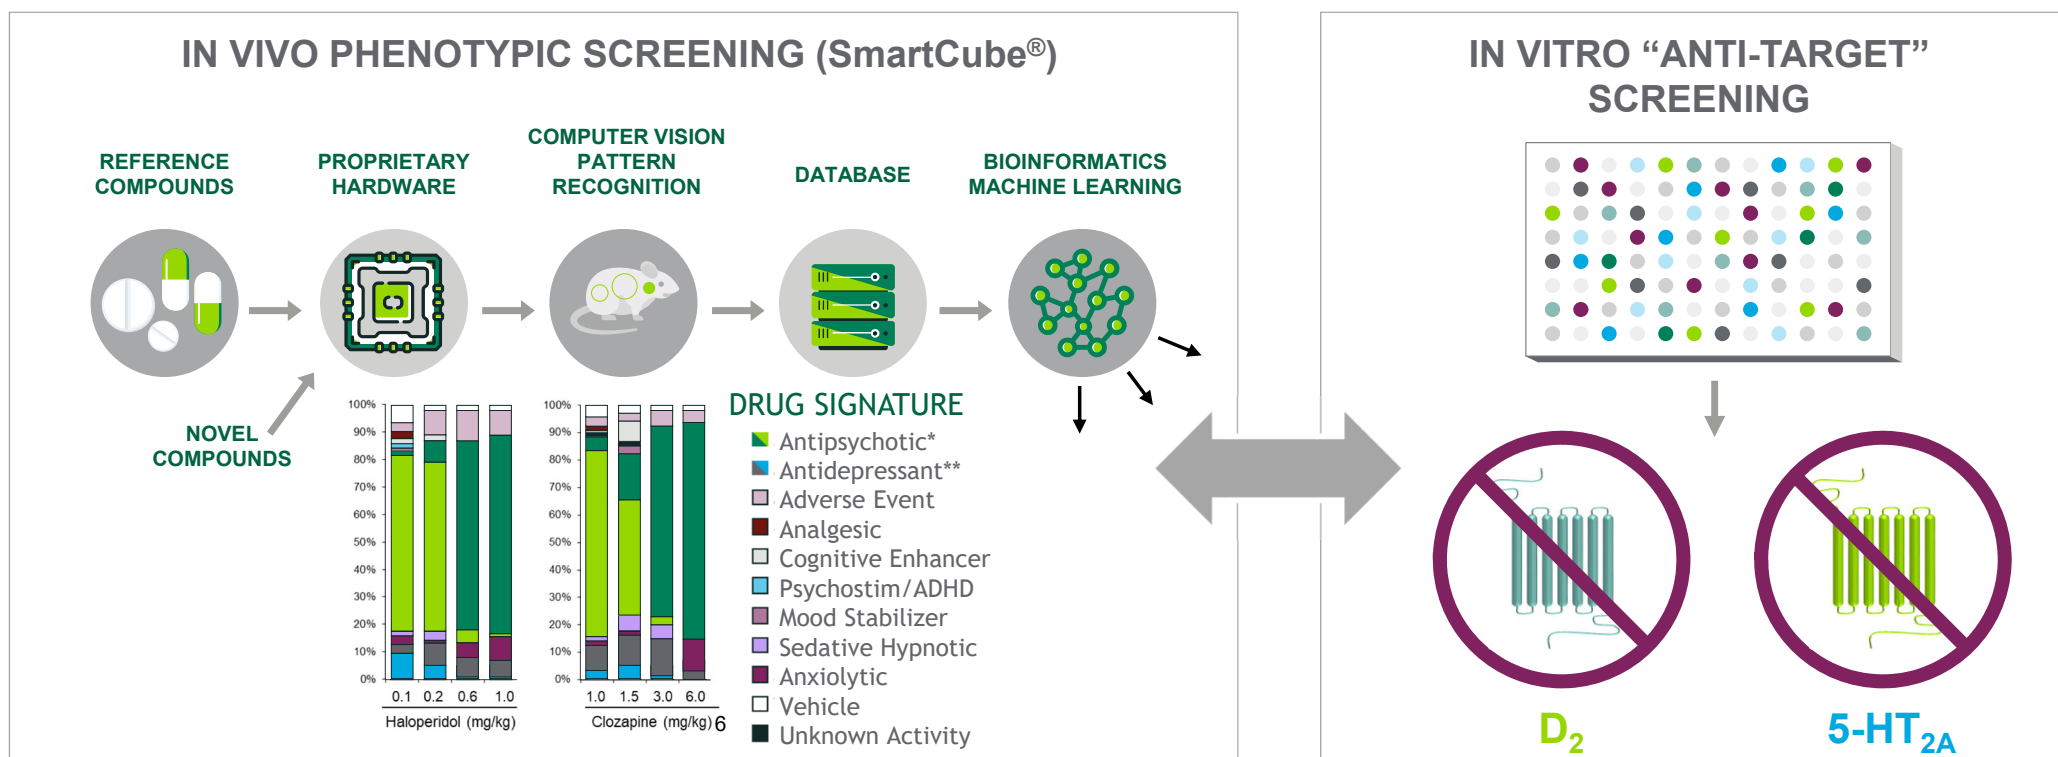 IN VIVO PHENOTYPIC SCREENING (SmartCube®)
REFERENCE
COMPOUNDS
PROPRIETARY
HARDWARE
COMPUTER VISION
PATTERN
RECOGNITION
DATABASE
BIOINFORMATICS
MACHINE LEARNING
NOVEL
COMPOUNDS
100%
90%
80%
70%
60%
50%
40%
30%
20%
10%
0%
0.1 0.2 0.6 1.0
Haloperidol (mg/kg)
100%
90%
80%
70%
60%
50%
40%
30%
20%
10%
0%
1.0 1.5 3.0 6.0
Clozapine (mg/kg) 6
DRUG SIGNATURE
Antipsychotic*
Antidepressant**
Adverse Event
Analgesic
Cognitive Enhancer
Psychostim/ADHD
Mood Stabilizer
Sedative Hypnotic
Anxiolytic
Vehicle
Unknown Activity
IN VITRO “ANTI-TARGET”
SCREENING
D2
5-HT2A